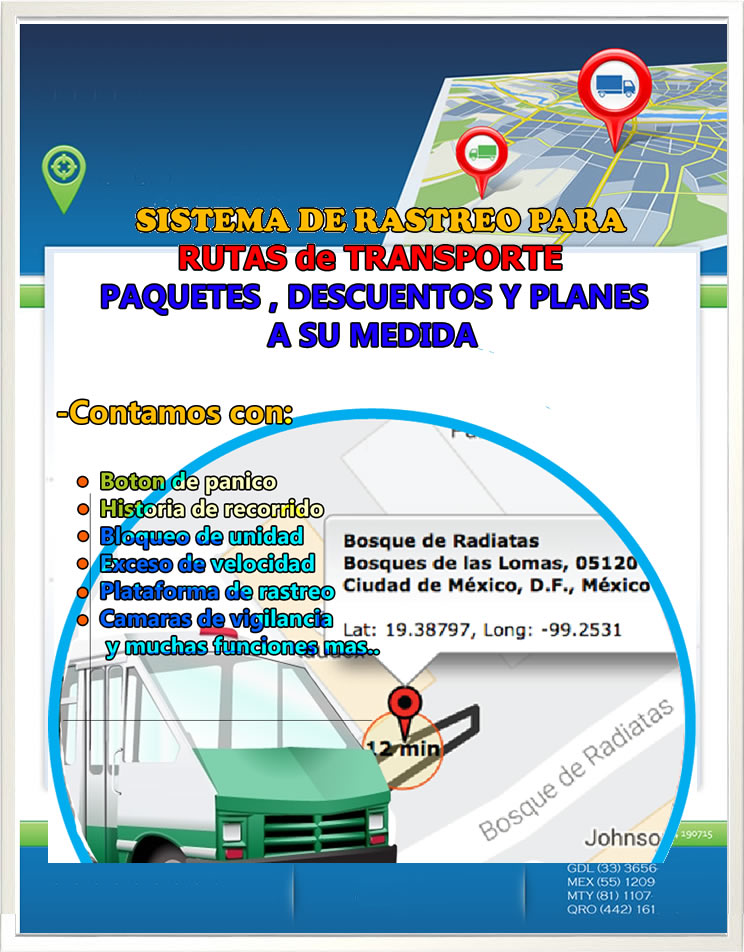 SISTEMA DE RASTREO PARA
RUTAS de TRANSPORTE
PAQUETES , DESCUENTOS Y PLANES
A SU MEDIDA
-Contamos con:
Boton de panico
Historia de recorrido
Bloqueo de unidad
Exceso de velocidad
Plataforma de rastreo
Camaras de vigilancia
y muchas funciones mas..
Bosque de Radiatas
Bosques de las Lomas, 05120
Ciudad de México, D.F., México
Lat: 19.38797, Long: -99.2531
12 min
Bosque de Radiatas
Johnso
190715
GDL (33) 3656
MEX (55) 1209
MTY (81) 1107
QRO (442) 161